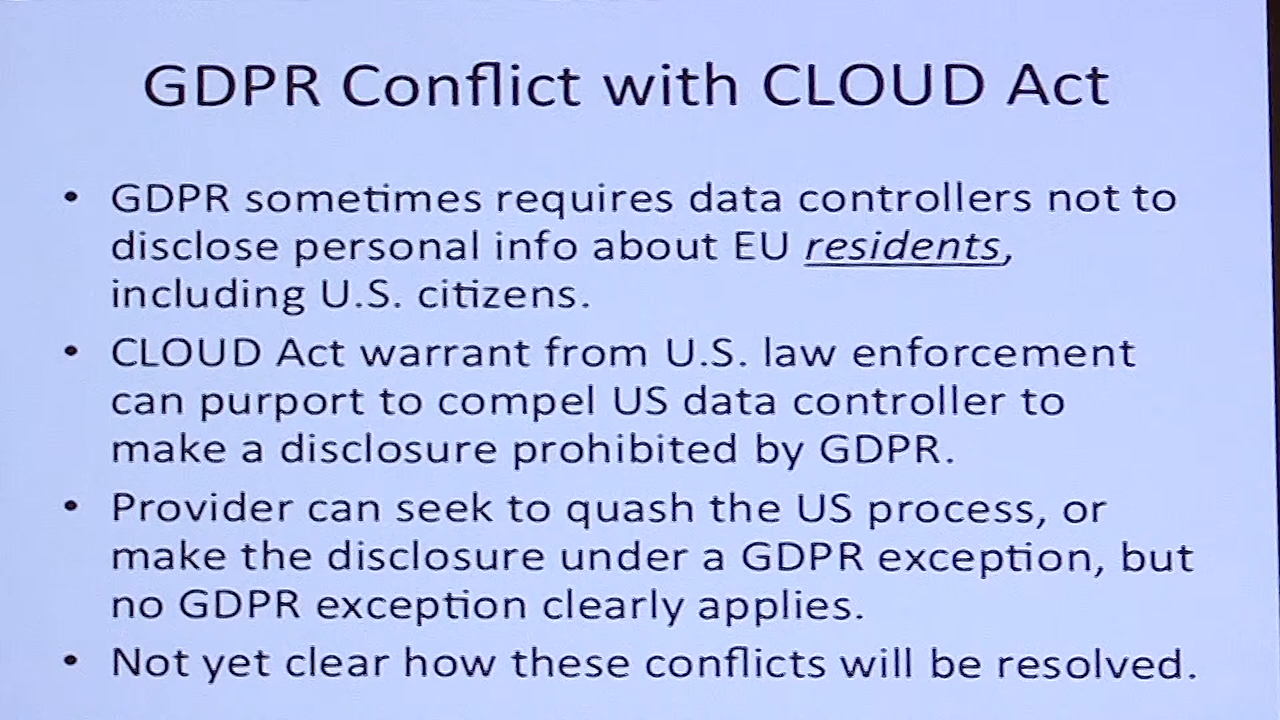 GDPR Conflict with CLOUD Act
• GDPR sometimes requires data controllers not to
disclose personal info about EU residents,
including U.S. citizens.
• CLOUD Act warrant from U.S. law enforcement
can purport to compel US data controller to
make a disclosure prohibited by GDPR.
• Provider can seek to quash the US process, or
make the disclosure under a GDPR exception, but
no GDPR exception clearly applies.
• Not yet clear how these conflicts will be resolved.